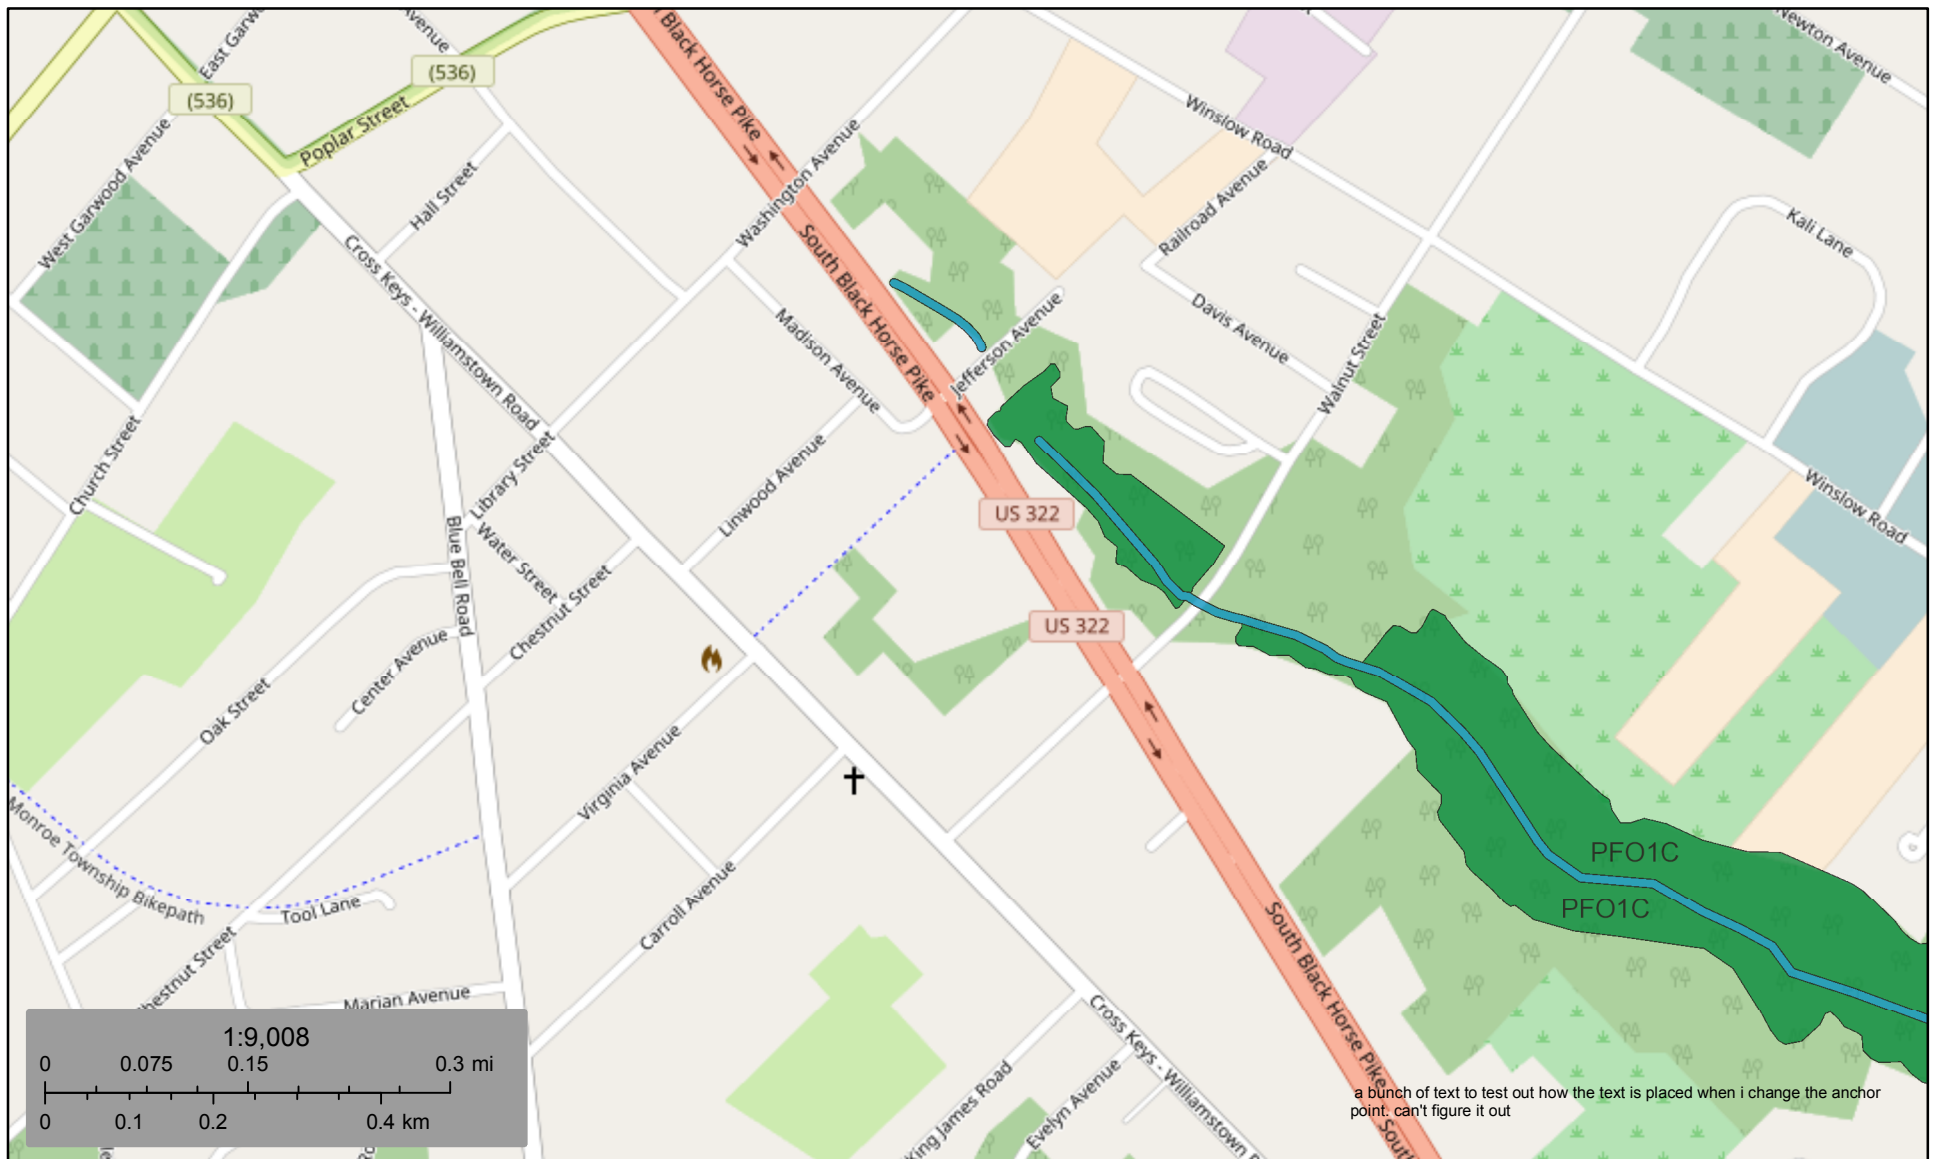 East Garw
Avenue
Black Horse Pike
Newton Avenue
(536)
(536)
Poplar Street
Winslow Road
West Garwood Avenue
Hall Street
Washington Avenue
Railroad Avenue
Kali Lane
Cross Keys - Williamstown Road
South Black Horse Pike
Madison Avenue
Jefferson Avenue
Davis Avenue
Walnut Street
Church Street
Library Street
Linwood Avenue
Winslow Road
US 322
Blue Bell Road
Water Street
Chestnut Street
US 322
Center Avenue
Oak Street
Virginia Avenue
Monroe Township Bikepath
PFO1C
PFO1C
Tool Lane
Carroll Avenue
hestnut Street
Marian Avenue
South Black Horse Pike
Cross Keys - Williamstown R
King James Road
Evelyn Avenue
South
1:9,008
0 0.075 0.15 0.3 mi
0 0.1 0.2 0.4 km
a bunch of text to test out how the text is placed when i change the anchor
point. can't figure it out